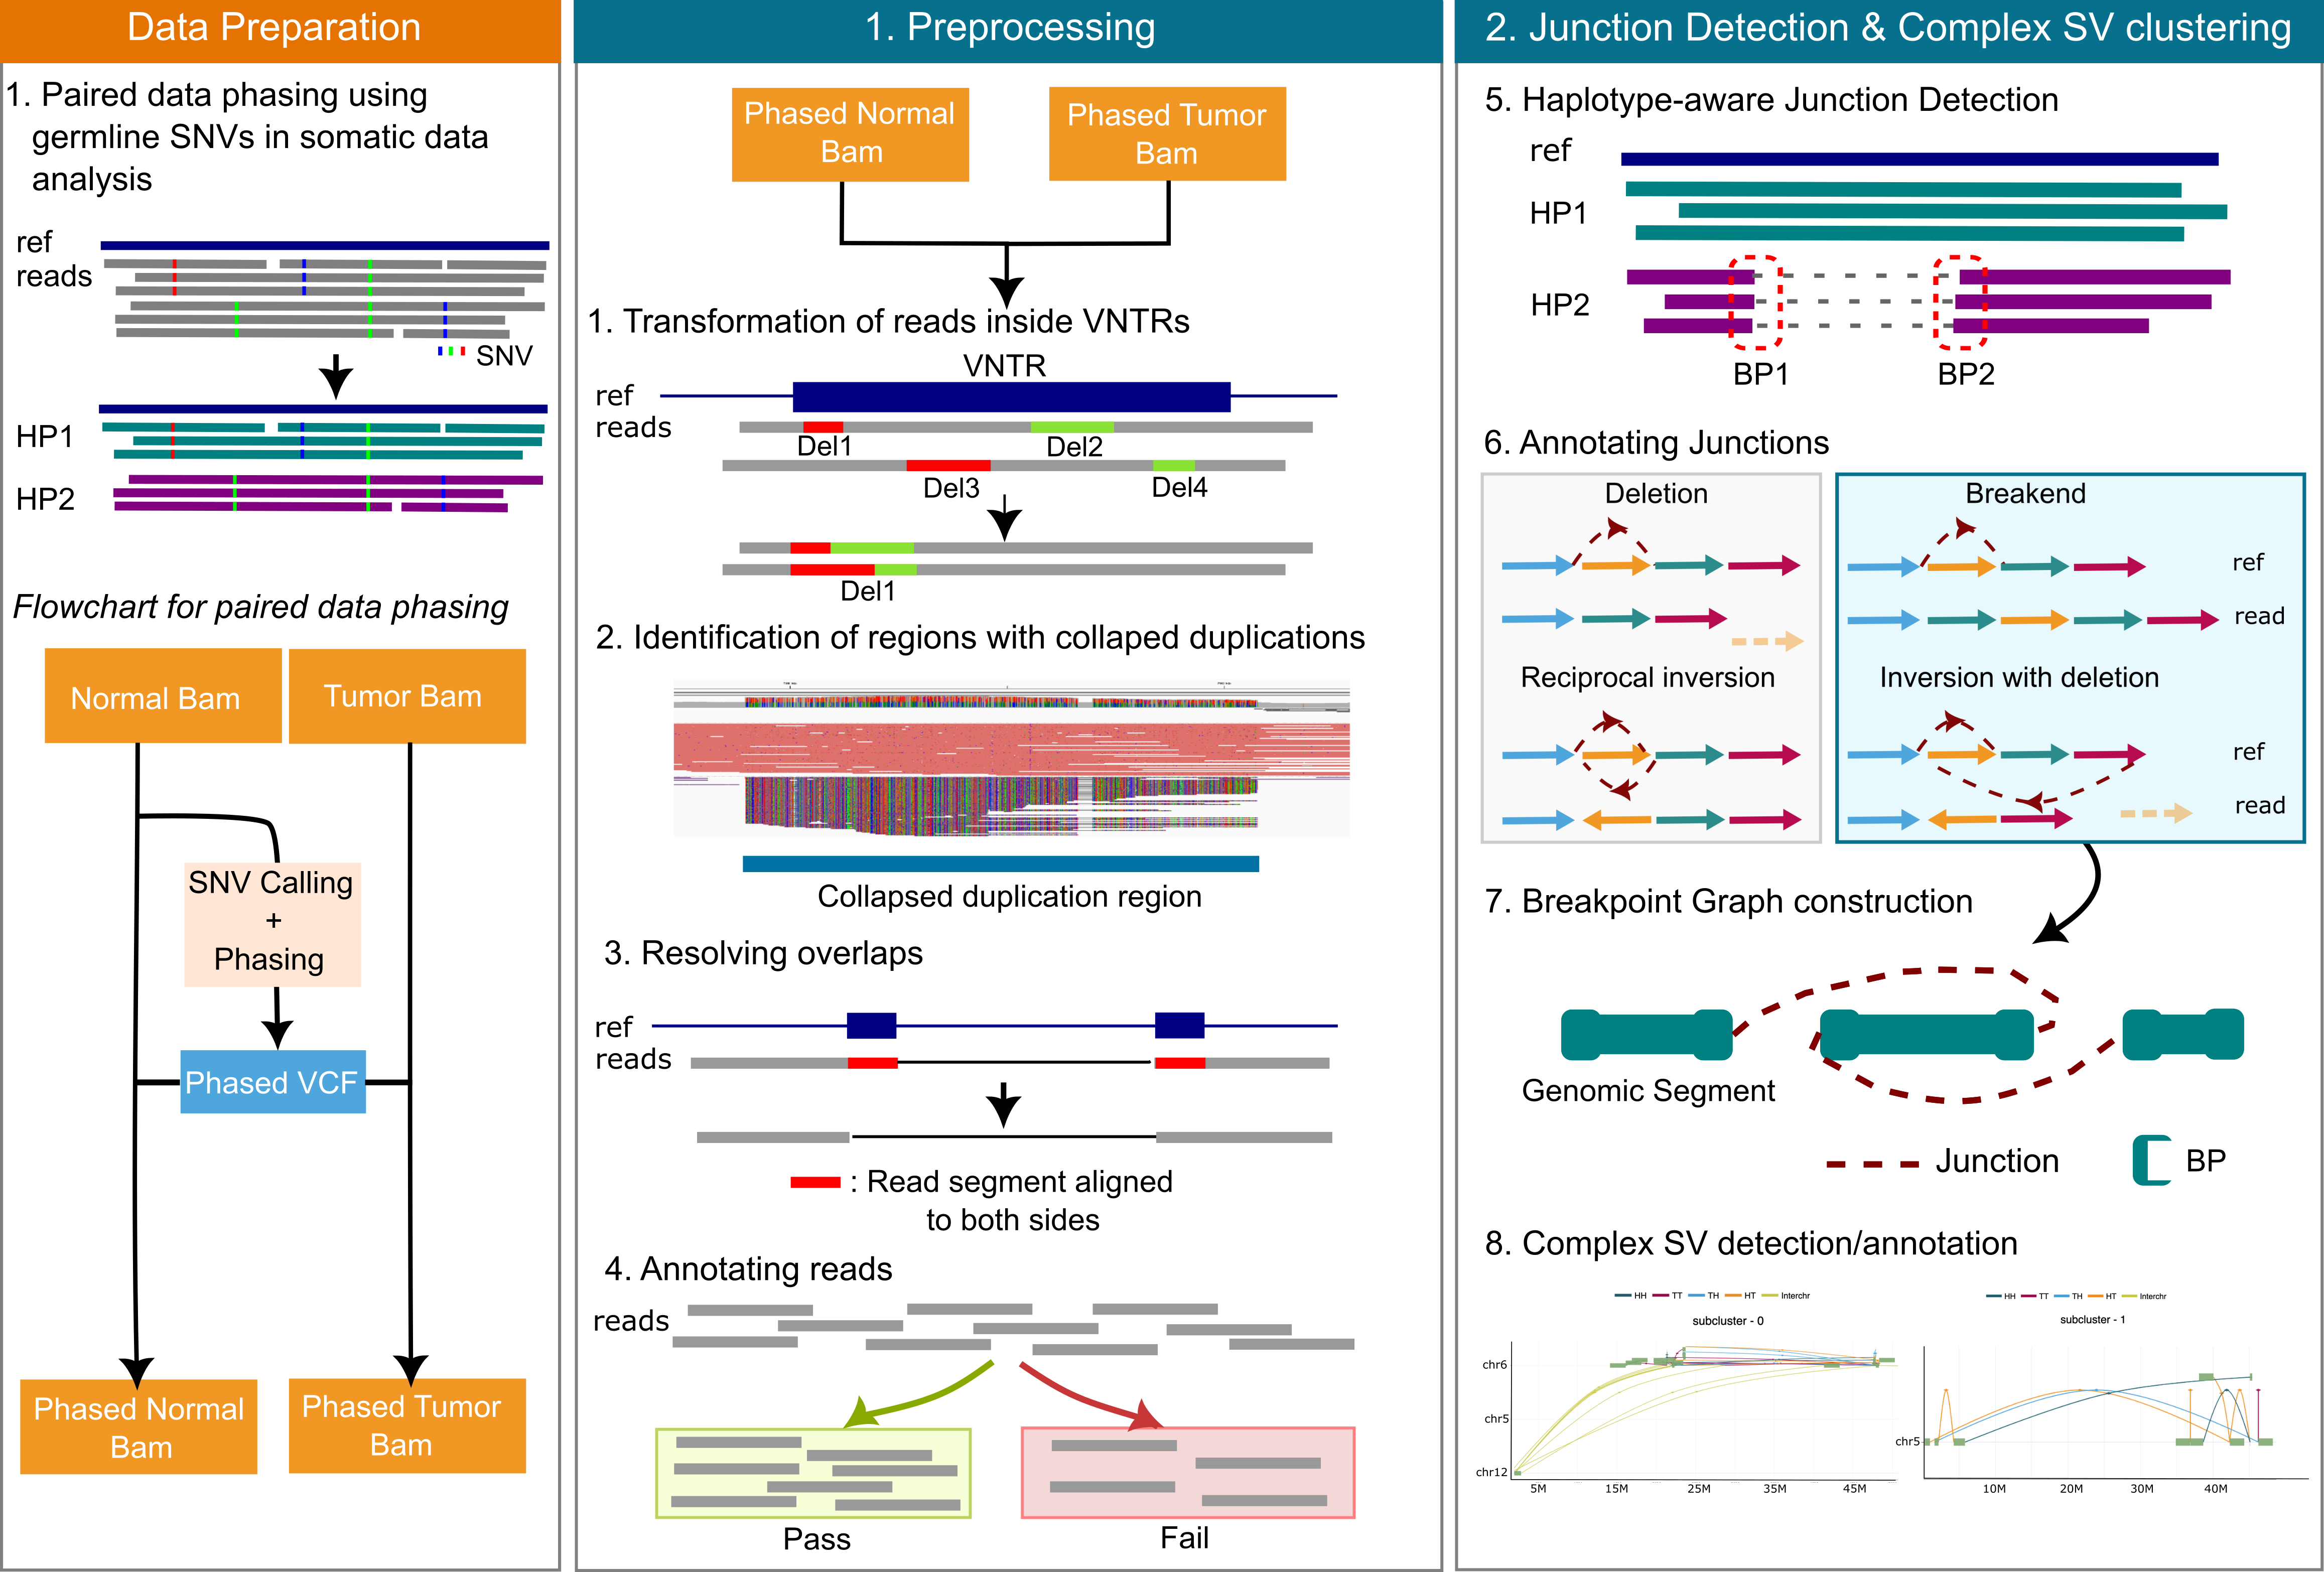 Data Preparation
1. Paired data phasing using
germline SNVs in somatic data
analysis
ref
reads
SNV
HP1
HP2
Flowchart for paired data phasing
Normal Bam
Tumor Bam
SNV Calling
+
Phasing
Phased VCF
Phased Normal
Bam
Phased Tumor
Bam
1. Preprocessing
Phased Normal
Bam
Phased Tumor
Bam
1. Transformation of reads inside VNTRs
VNTR
ref
reads
Del1
Del2
Del3
Del4
Del1
2. Identification of regions with collaped duplications
Collapsed duplication region
3. Resolving overlaps
ref
reads
: Read segment aligned
to both sides
4. Annotating reads
reads
Pass
Fail
2. Junction Detection & Complex SV clustering
5. Haplotype-aware Junction Detection
ref
HP1
HP2
BP1
BP2
6. Annotating Junctions
Deletion
Breakend
ref
read
Reciprocal inversion
Inversion with deletion
ref
read
7. Breakpoint Graph construction
Genomic Segment
Junction
BP
8. Complex SV detection/annotation
HH TT TH HT Interchr
subcluster - 0
chr6
chr5
chr12
5M 15M 25M 35M 45M
HH TT TH HT Interchr
subcluster - 1
chr5
10M 20M 30M 40M